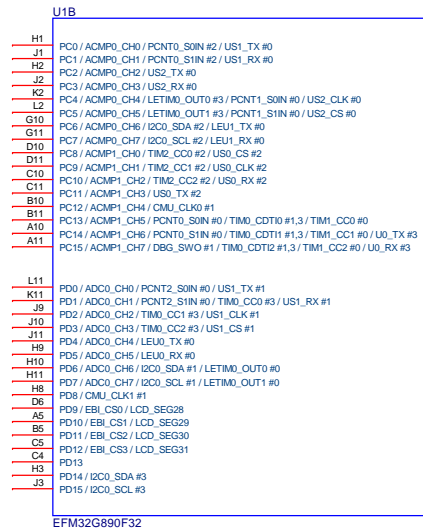 U1B
H1 PC0 / ACMP0_CH0 / PCNT0_S0IN #2 / US1_TX #0
J1 PC1 / ACMP0_CH1 / PCNT0_S1IN #2 / US1_RX #0
H2 PC2 / ACMP0_CH2 / US2_TX #0
J2 PC3 / ACMP0_CH3 / US2_RX #0
K2 PC4 / ACMP0_CH4 / LETIM0_OUT0 #3 / PCNT1_S0IN #0 / US2_CLK #0
L2 PC5 / ACMP0_CH5 / LETIM0_OUT1 #3 / PCNT1_S1IN #0 / US2_CS #0
G10 PC6 / ACMP0_CH6 / I2C0_SDA #2 / LEU1_TX #0
G11 PC7 / ACMP0_CH7 / I2C0_SCL #2 / LEU1_RX #0
D10 PC8 / ACMP1_CH0 / TIM2_CC0 #2 / US0_CS #2
D11 PC9 / ACMP1_CH1 / TIM2_CC1 #2 / US0_CLK #2
C10 PC10 / ACMP1_CH2 / TIM2_CC2 #2 / US0_RX #2
C11 PC11 / ACMP1_CH3 / US0_TX #2
B10 PC12 / ACMP1_CH4 / CMU_CLK0 #1
B11 PC13 / ACMP1_CH5 / PCNT0_S0IN #0 / TIM0_CDTI0 #1,3 / TIM1_CC0 #0
A10 PC14 / ACMP1_CH6 / PCNT0_S1IN #0 / TIM0_CDTI1 #1,3 / TIM1_CC1 #0 / U0_TX #3
A11 PC15 / ACMP1_CH7 / DBG_SWO #1 / TIM0_CDTI2 #1,3 / TIM1_CC2 #0 / U0_RX #3
L11 PD0 / ADC0_CH0 / PCNT2_S0IN #0 / US1_TX #1
K11 PD1 / ADC0_CH1 / PCNT2_S1IN #0 / TIM0_CC0 #3 / US1_RX #1
J9 PD2 / ADC0_CH2 / TIM0_CC1 #3 / US1_CLK #1
J10 PD3 / ADC0_CH3 / TIM0_CC2 #3 / US1_CS #1
J11 PD4 / ADC0_CH4 / LEU0_TX #0
H9 PD5 / ADC0_CH5 / LEU0_RX #0
H10 PD6 / ADC0_CH6 / I2C0_SDA #1 / LETIM0_OUT0 #0
H11 PD7 / ADC0_CH7 / I2C0_SCL #1 / LETIM0_OUT1 #0
H8 PD8 / CMU_CLK1 #1
D6 PD9 / EBI_CS0 / LCD_SEG28
A5 PD10 / EBI_CS1 / LCD_SEG29
B5 PD11 / EBI_CS2 / LCD_SEG30
C5 PD12 / EBI_CS3 / LCD_SEG31
C4 PD13
H3 PD14 / I2C0_SDA #3
J3 PD15 / I2C0_SCL #3
EFM32G890F32